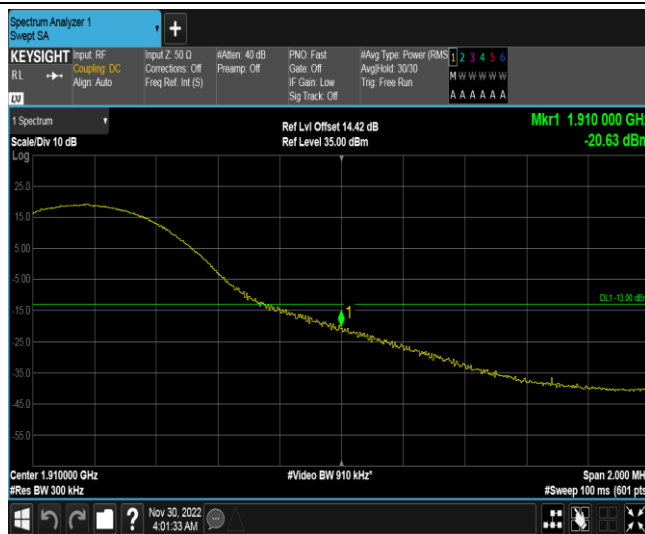 Spectrum Analyzer 1
Swept SA
KEYSIGHT
RL
LXI
Input: RF
Coupling: DC
Align: Auto
Input Z: 50 Ω
Corrections: Off
Freq Ref: Int (S)
#Atten: 40 dB
Preamp: Off
PNO: Fast
Gate: Off
IF Gain: Low
Sig Track: Off
#Avg Type: Power (RMS
Avg|Hold: 30/30
Trig: Free Run
1 2 3 4 5 6
M W W W W W
A A A A A A
1 Spectrum
Scale/Div 10 dB
Log
Ref Lvl Offset 14.42 dB
Ref Level 35.00 dBm
Mkr1 1.910 000 GHz
-20.63 dBm
25.0
15.0
5.00
-5.00
DL1 -13.00 dBm
-15.0
1
-25.0
-35.0
-45.0
-55.0
Center 1.910000 GHz
#Res BW 300 kHz
#Video BW 910 kHz*
Span 2.000 MH
#Sweep 100 ms (601 pts
?
Nov 30, 2022
4:01:33 AM